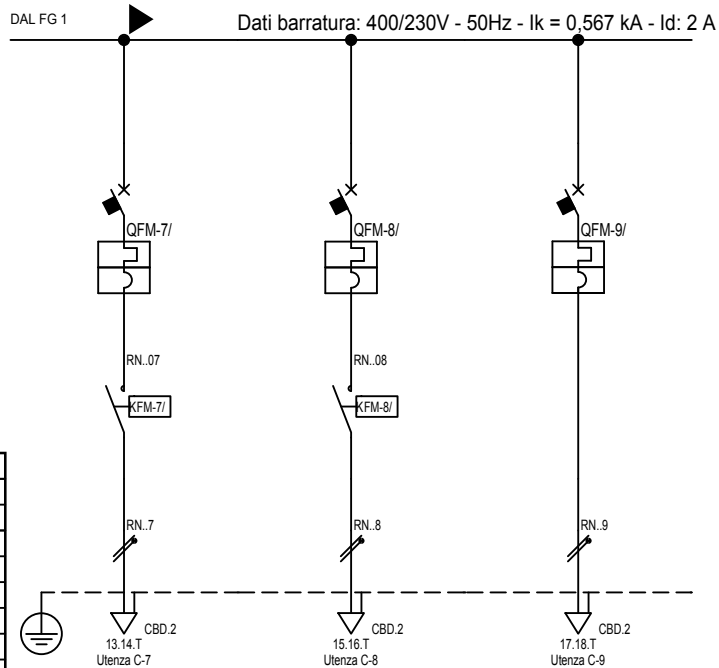 DAL FG 1
Dati barratura: 400/230V - 50Hz - Ik = 0,567 kA - Id: 2 A
QFM-7/ QFM-8/ QFM-9/
RN..07 RN..08
KFM-7/ KFM-8/
RN..7 RN..8 RN..9
CBD.2 CBD.2 CBD.2
13.14.T 15.16.T 17.18.T
Utenza C-7 Utenza C-8 Utenza C-9